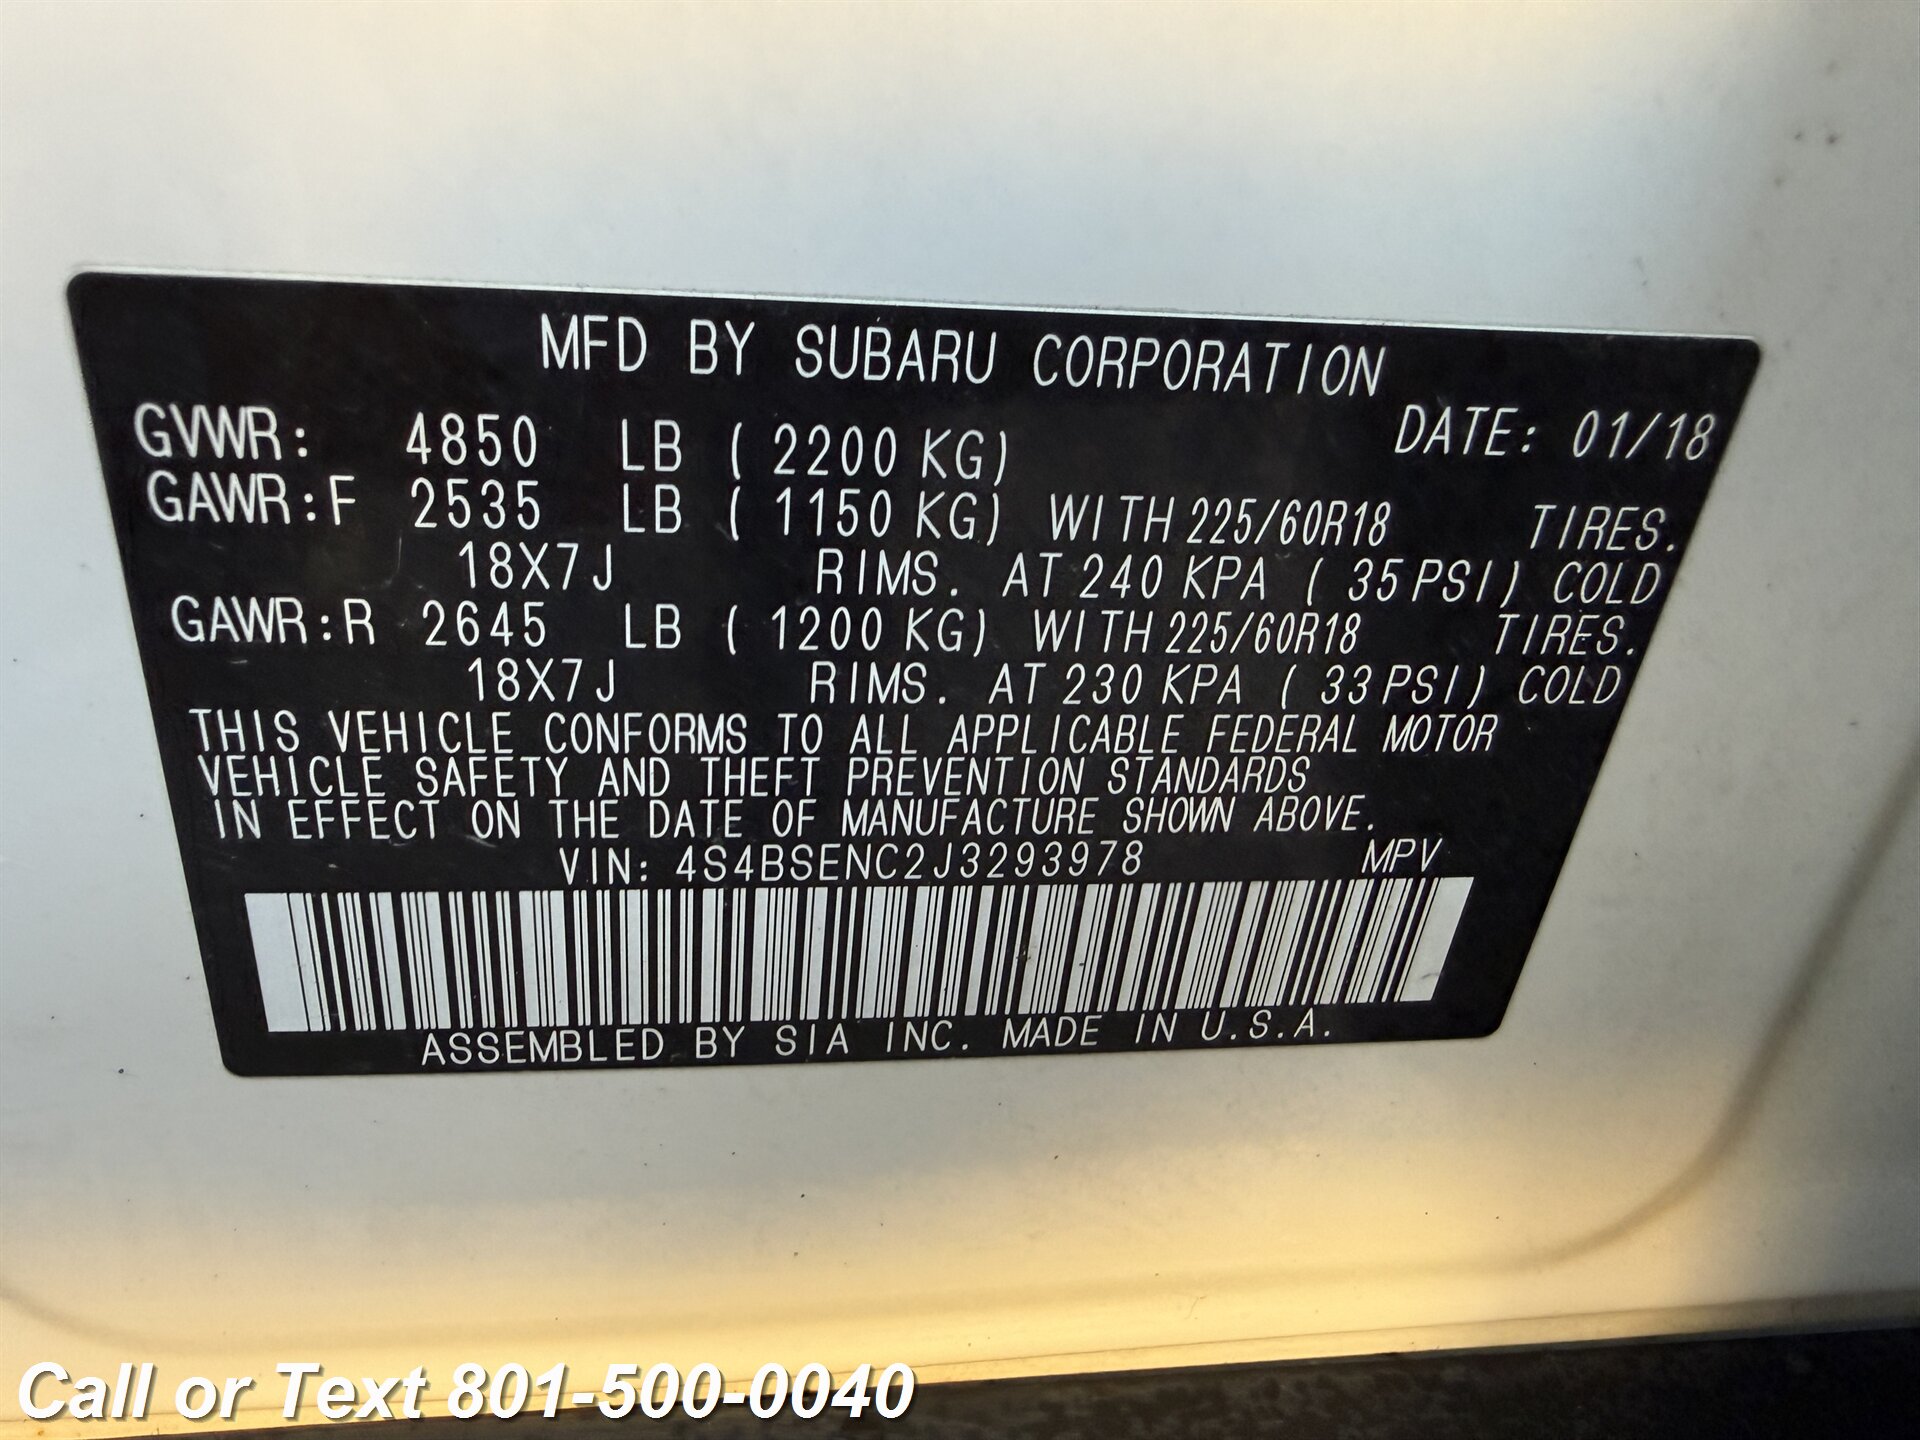 MFD BY SUBARU CORPORATION
GVWR: 4850 LB ( 2200 KG) DATE: 01/18
GAWR:F 2535 LB ( 1150 KG) WITH 225/60R18 TIRES.
18X7J RIMS. AT 240 KPA ( 35 PSI) COLD
GAWR:R 2645 LB ( 1200 KG) WITH 225/60R18 TIRES.
18X7J RIMS. AT 230 KPA ( 33 PSI) COLD
THIS VEHICLE CONFORMS TO ALL APPLICABLE FEDERAL MOTOR
VEHICLE SAFETY AND THEFT PREVENTION STANDARDS
IN EFFECT ON THE DATE OF MANUFACTURE SHOWN ABOVE.
VIN: 4S4BSENC2J3293978 MPV
ASSEMBLED BY SIA INC. MADE IN U.S.A.
Call or Text 801-500-0040